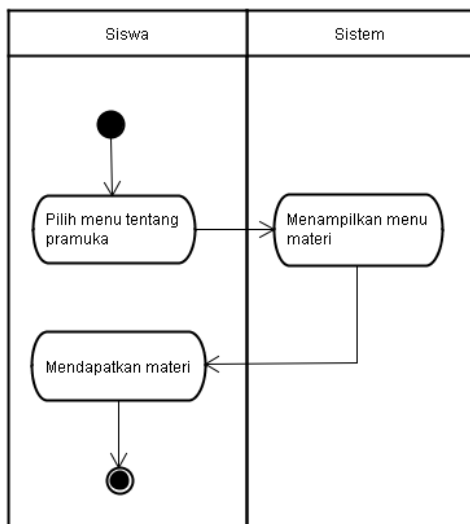 Siswa
Sistem
Pilih menu tentang
pramuka
Menampilkan menu
materi
Mendapatkan materi